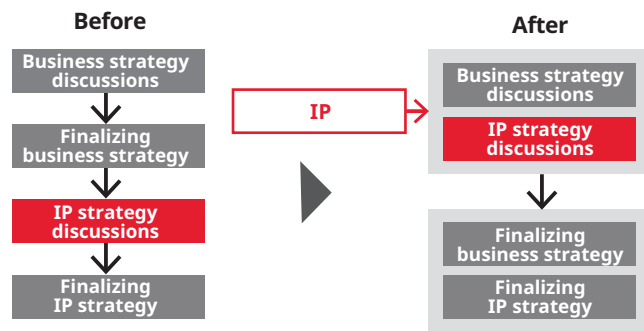 Before
Business strategy
discussions
Finalizing
business strategy
IP strategy
discussions
Finalizing
IP strategy
IP
After
Business strategy
discussions
IP strategy
discussions
Finalizing
business strategy
Finalizing
IP strategy